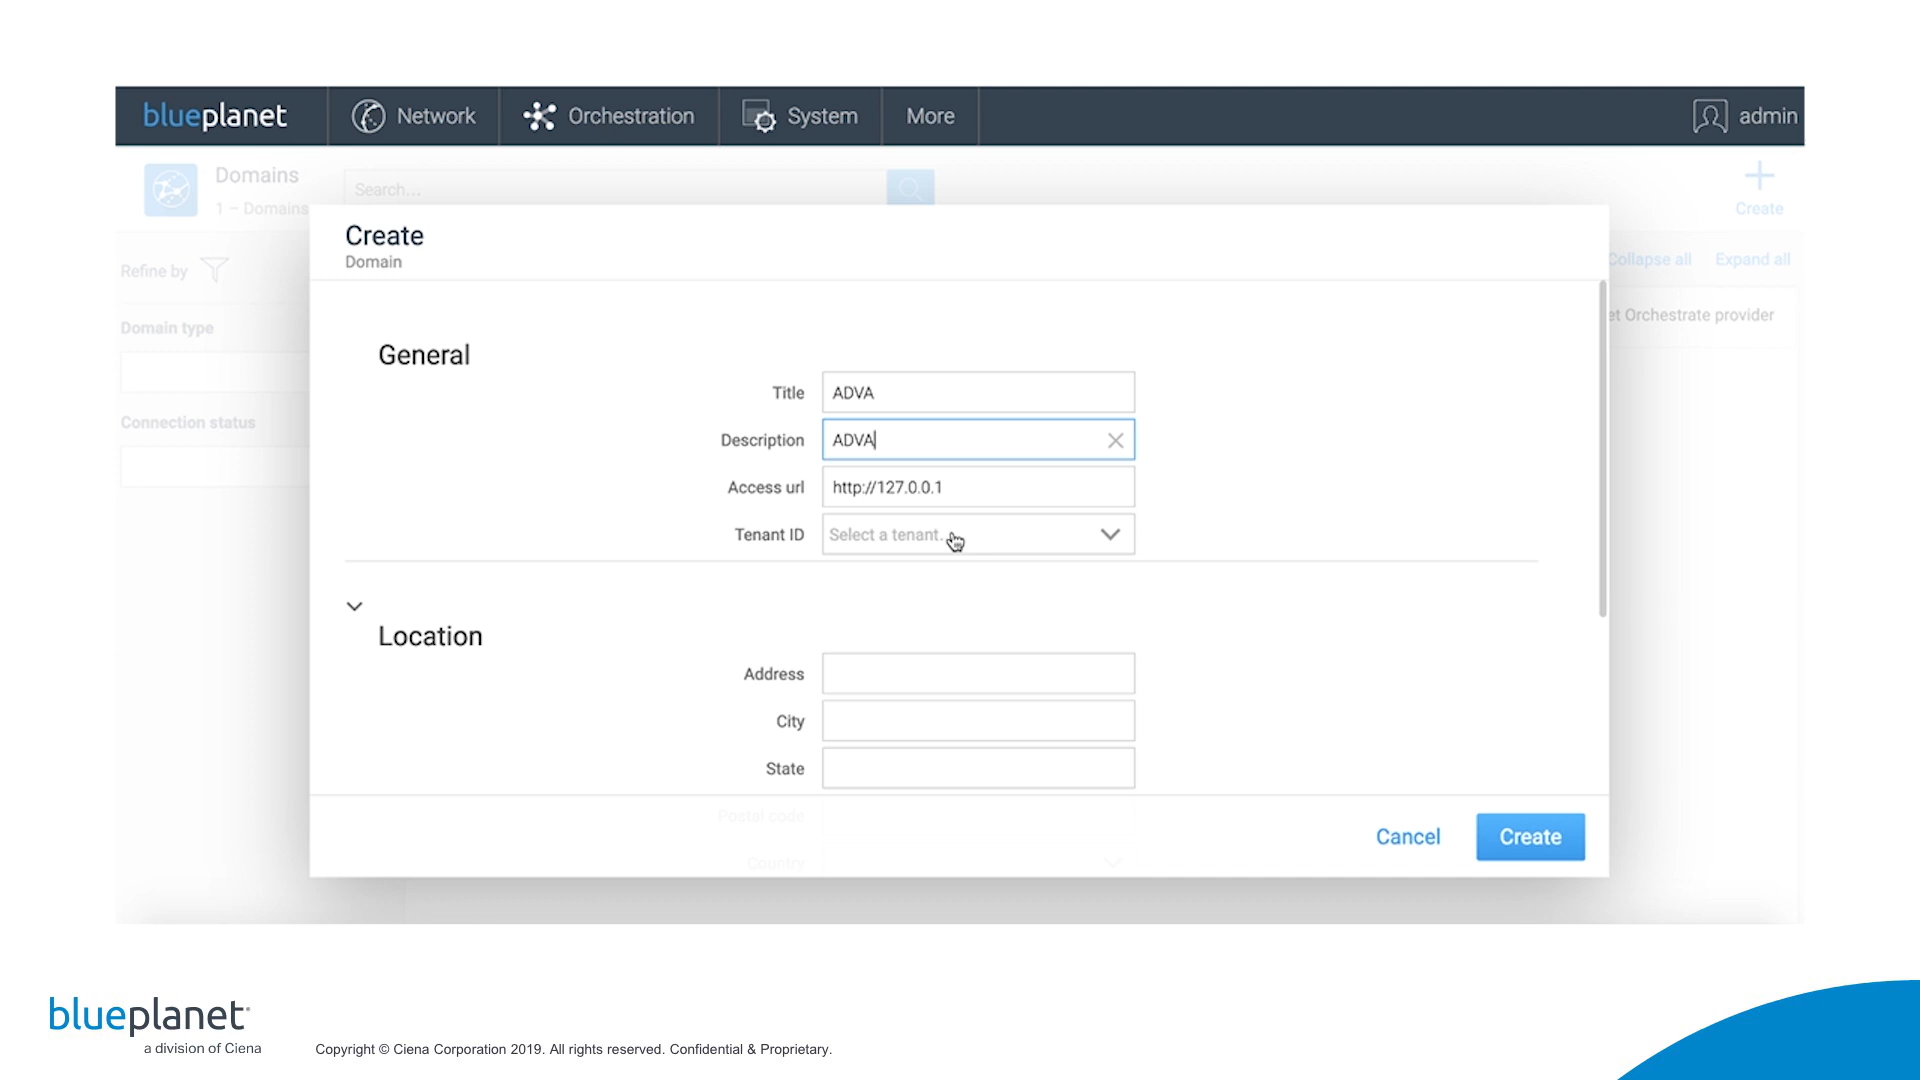 blueplanet Network Orchestration System More admin
Domains
Search...
1 – Domains
Create
Create
Domain
Refine by
Collapse all Expand all
Domain type
et Orchestrate provider
General
Title ADVA
Connection status
Description ADVA
Access url http://127.0.0.1
Tenant ID Select a tenant..
Location
Address
City
State
Postal code
Country
Cancel Create
blueplanet
a division of Ciena
Copyright © Ciena Corporation 2019. All rights reserved. Confidential & Proprietary.